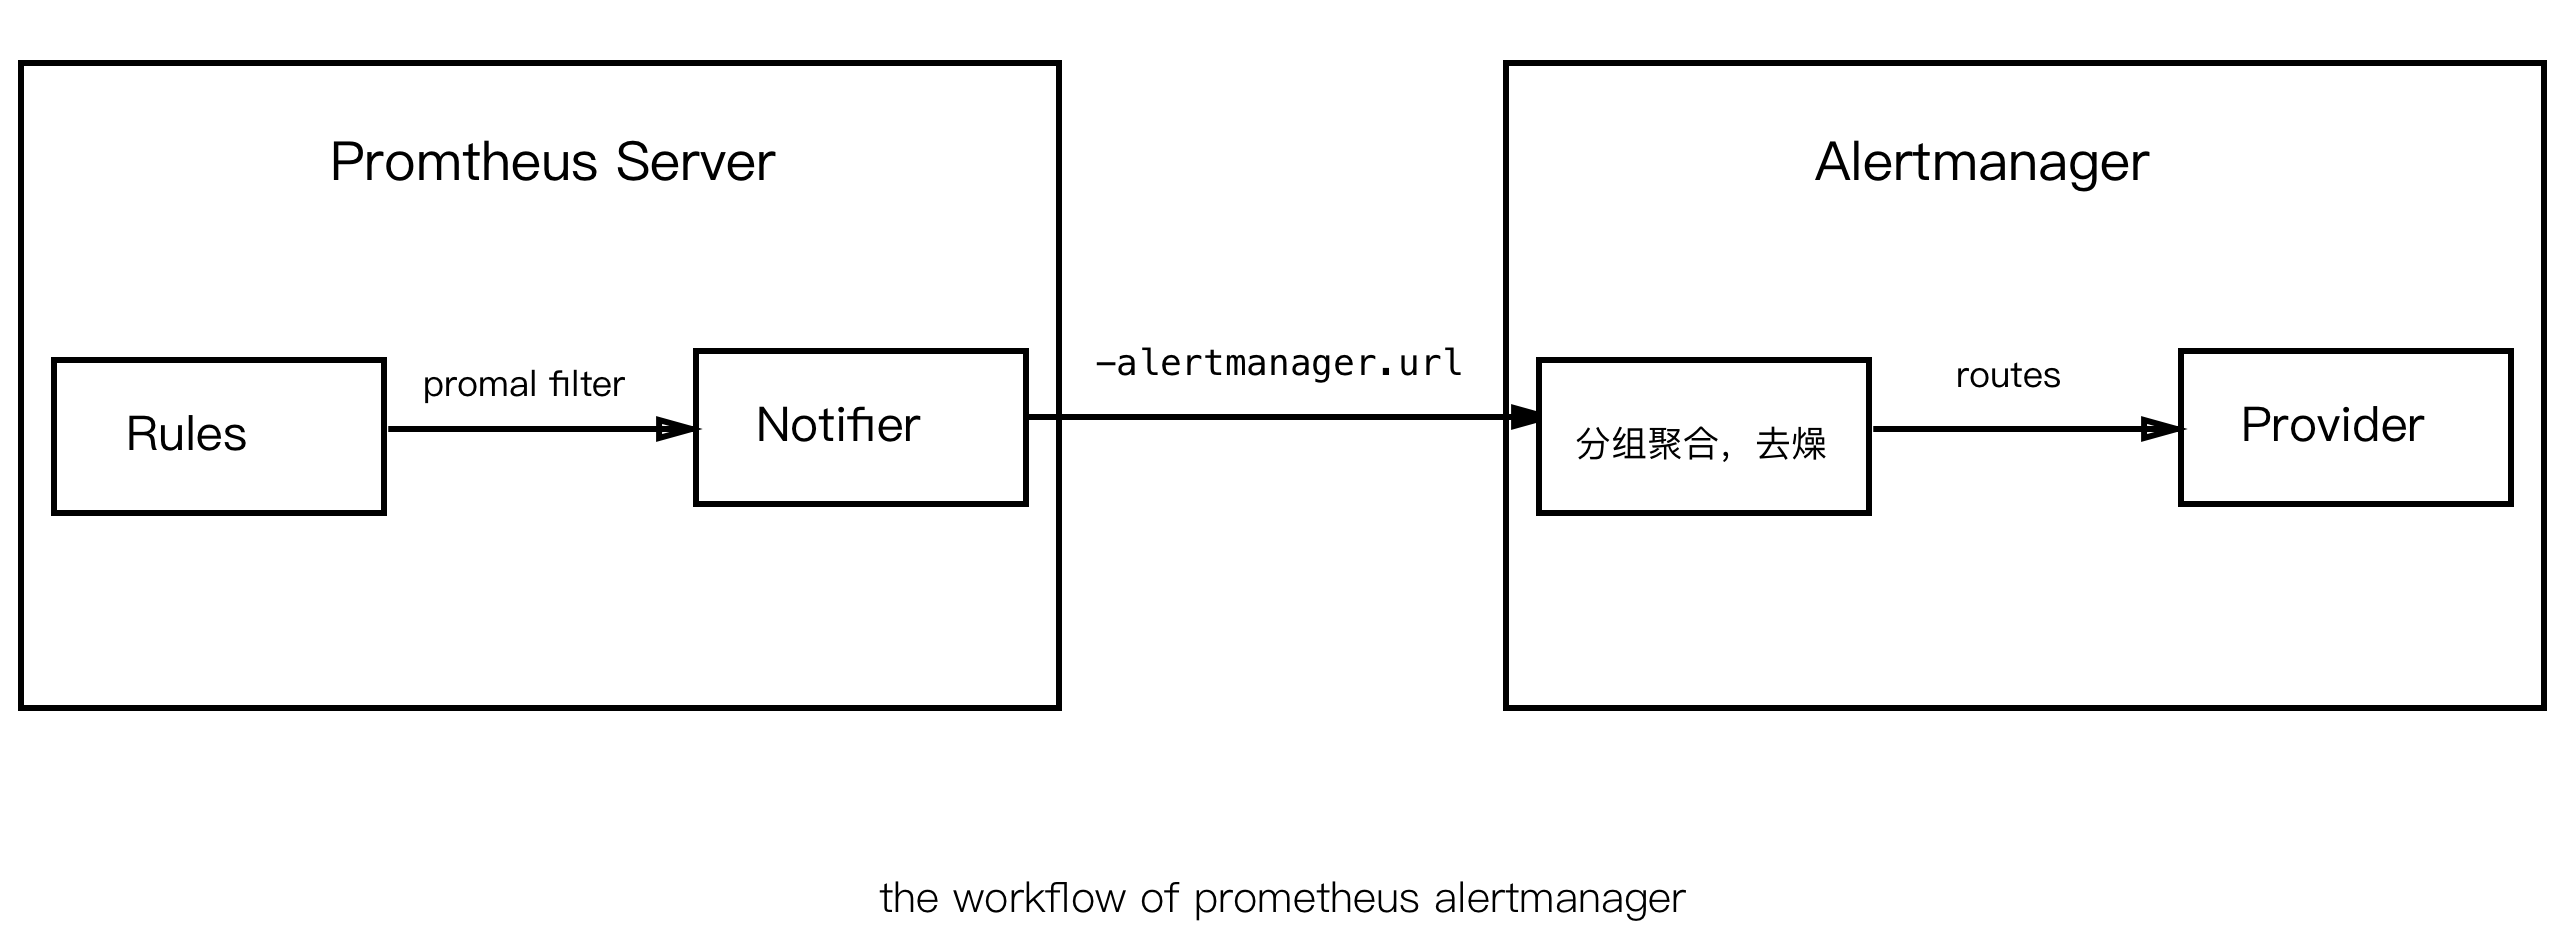 Promtheus Server
Alertmanager
Rules
promal filter
Notifier
-alertmanager.url
分组聚合，去燥
routes
Provider
the workflow of prometheus alertmanager